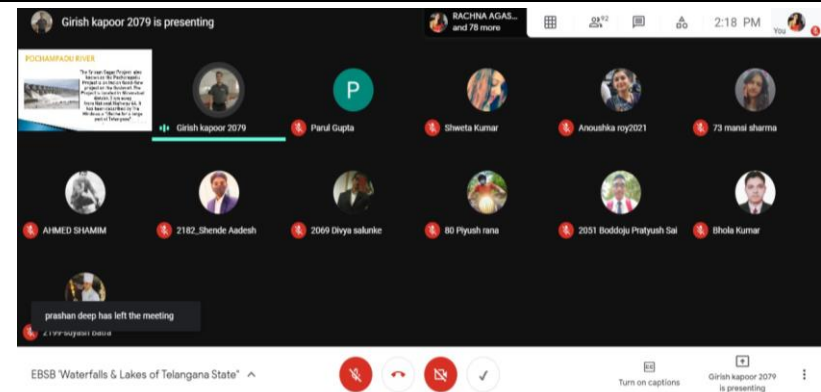 Girish kapoor 2079 is presenting
RACHNA AGAS...
and 78 more
92
2:18 PM
You
POCHAMPADU RIVER
Girish kapoor 2079
P
Parul Gupta
Shweta Kumar
Anoushka roy2021
73 mansi sharma
AHMED SHAMIM
2182_Shende Aadesh
2069 Divya salunke
80 Piyush rana
2051 Boddoju Pratyush Sai
Bhola Kumar
prashan deep has left the meeting
EBSB 'Waterfalls & Lakes of Telangana State"
Turn on captions
Girish kapoor 2079
is presenting